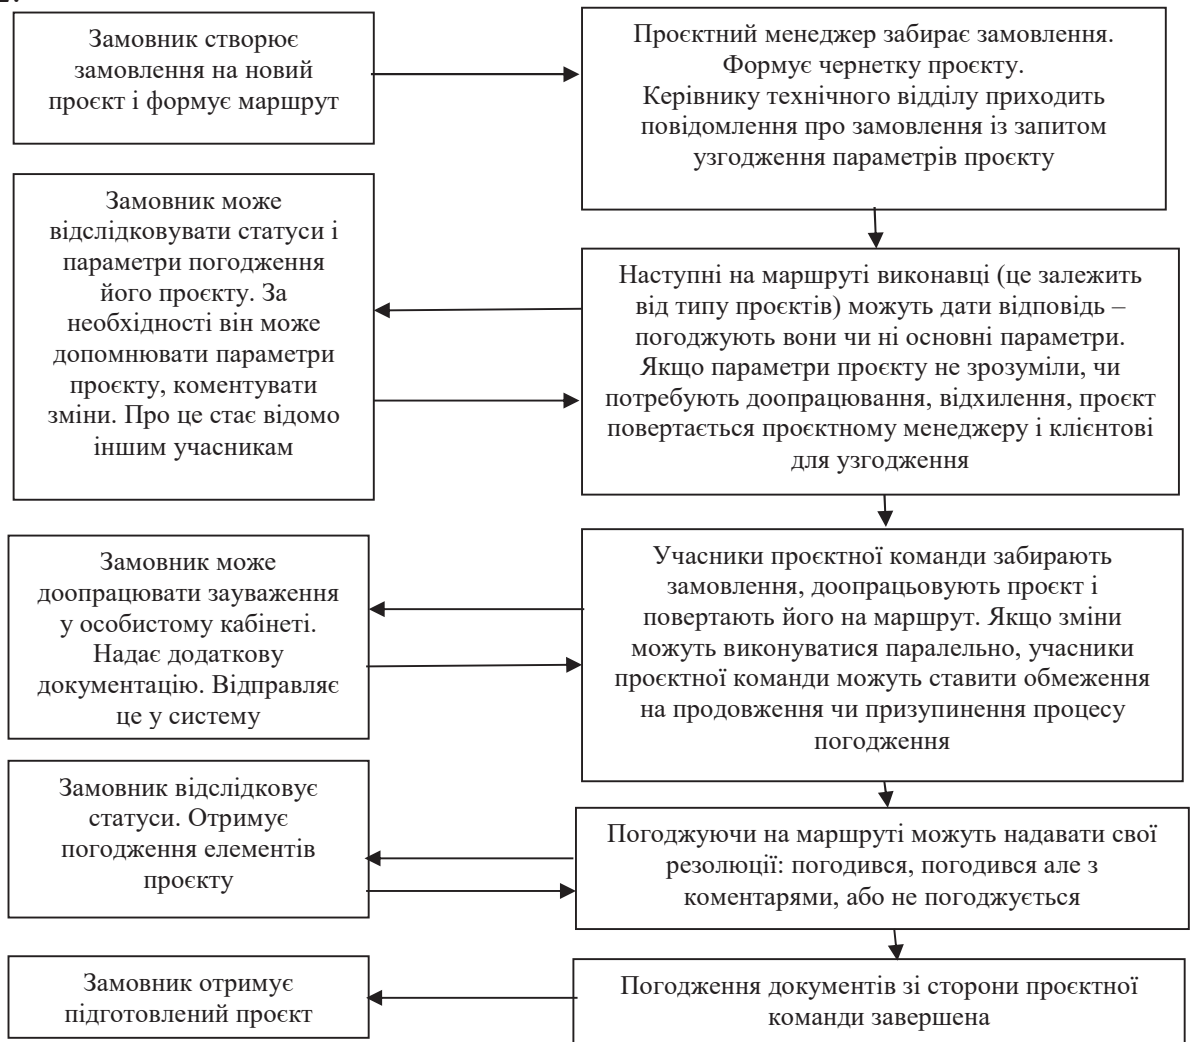 Замовник створює
замовлення на новий
проєкт і формує маршрут
Проєктний менеджер забирає замовлення.
Формує чернетку проєкту.
Керівнику технічного відділу приходить
повідомлення про замовлення із запитом
узгодження параметрів проєкту
Замовник може
відслідковувати статуси і
параметри погодження
його проєкту. За
необхідності він може
допомнювати параметри
проєкту, коментувати
зміни. Про це стає відомо
іншим учасникам
Наступні на маршруті виконавці (це залежить
від типу проєктів) можуть дати відповідь –
погоджують вони чи ні основні параметри.
Якщо параметри проєкту не зрозуміли, чи
потребують доопрацювання, відхилення, проєкт
повертається проєктному менеджеру і клієнтові
для узгодження
Замовник може
доопрацювати зауваження
у особистому кабінеті.
Надає додаткову
документацію. Відправляє
це у систему
Учасники проєктної команди забирають
замовлення, доопрацьовують проєкт і
повертають його на маршрут. Якщо зміни
можуть виконуватися паралельно, учасники
проєктної команди можуть ставити обмеження
на продовження чи призупинення процесу
погодження
Замовник відслідковує
статуси. Отримує
погодження елементів
проєкту
Погоджуючи на маршруті можуть надавати свої
резолюції: погодився, погодився але з
коментарями, або не погоджується
Замовник отримує
підготовлений проєкт
Погодження документів зі сторони проєктної
команди завершена